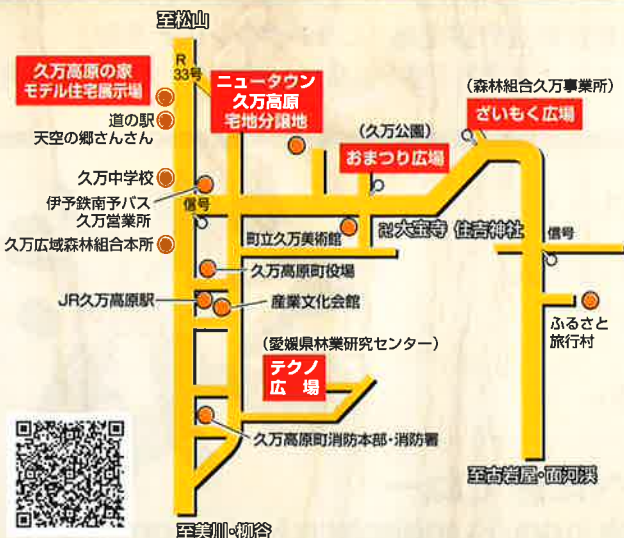 至松山
R
33号
久万高原の家
モデル住宅展示場
ニュータウン
久万高原
宅地分譲地
(森林組合久万事業所)
ざいもく広場
道の駅
天空の郷さんさん
(久万公園)
おまつり広場
久万中学校
伊予鉄南予バス
久万営業所
信号
町立久万美術館
卍大宝寺
住吉神社
信号
久万広域森林組合本所
久万高原町役場
JR久万高原駅
産業文化会館
ふるさと
旅行村
(愛媛県林業研究センター)
テクノ
広場
久万高原町消防本部・消防署
至古岩屋・面河渓
至美川・柳谷